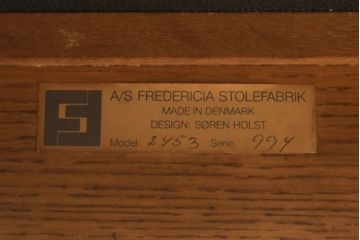 A/S FREDERICIA STOLEFABRIK
MADE IN DENMARK
DESIGN: SØREN HOLST
Model: 2453 Serie: 994